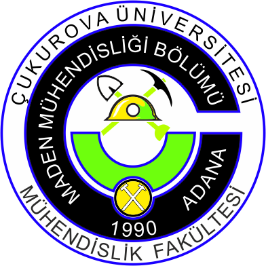 ÇUKUROVA ÜNİVERSİTESİ
MADEN MÜHENDİSLİĞİ BÖLÜMÜ
ADANA
1990
MÜHENDİSLİK FAKÜLTESİ